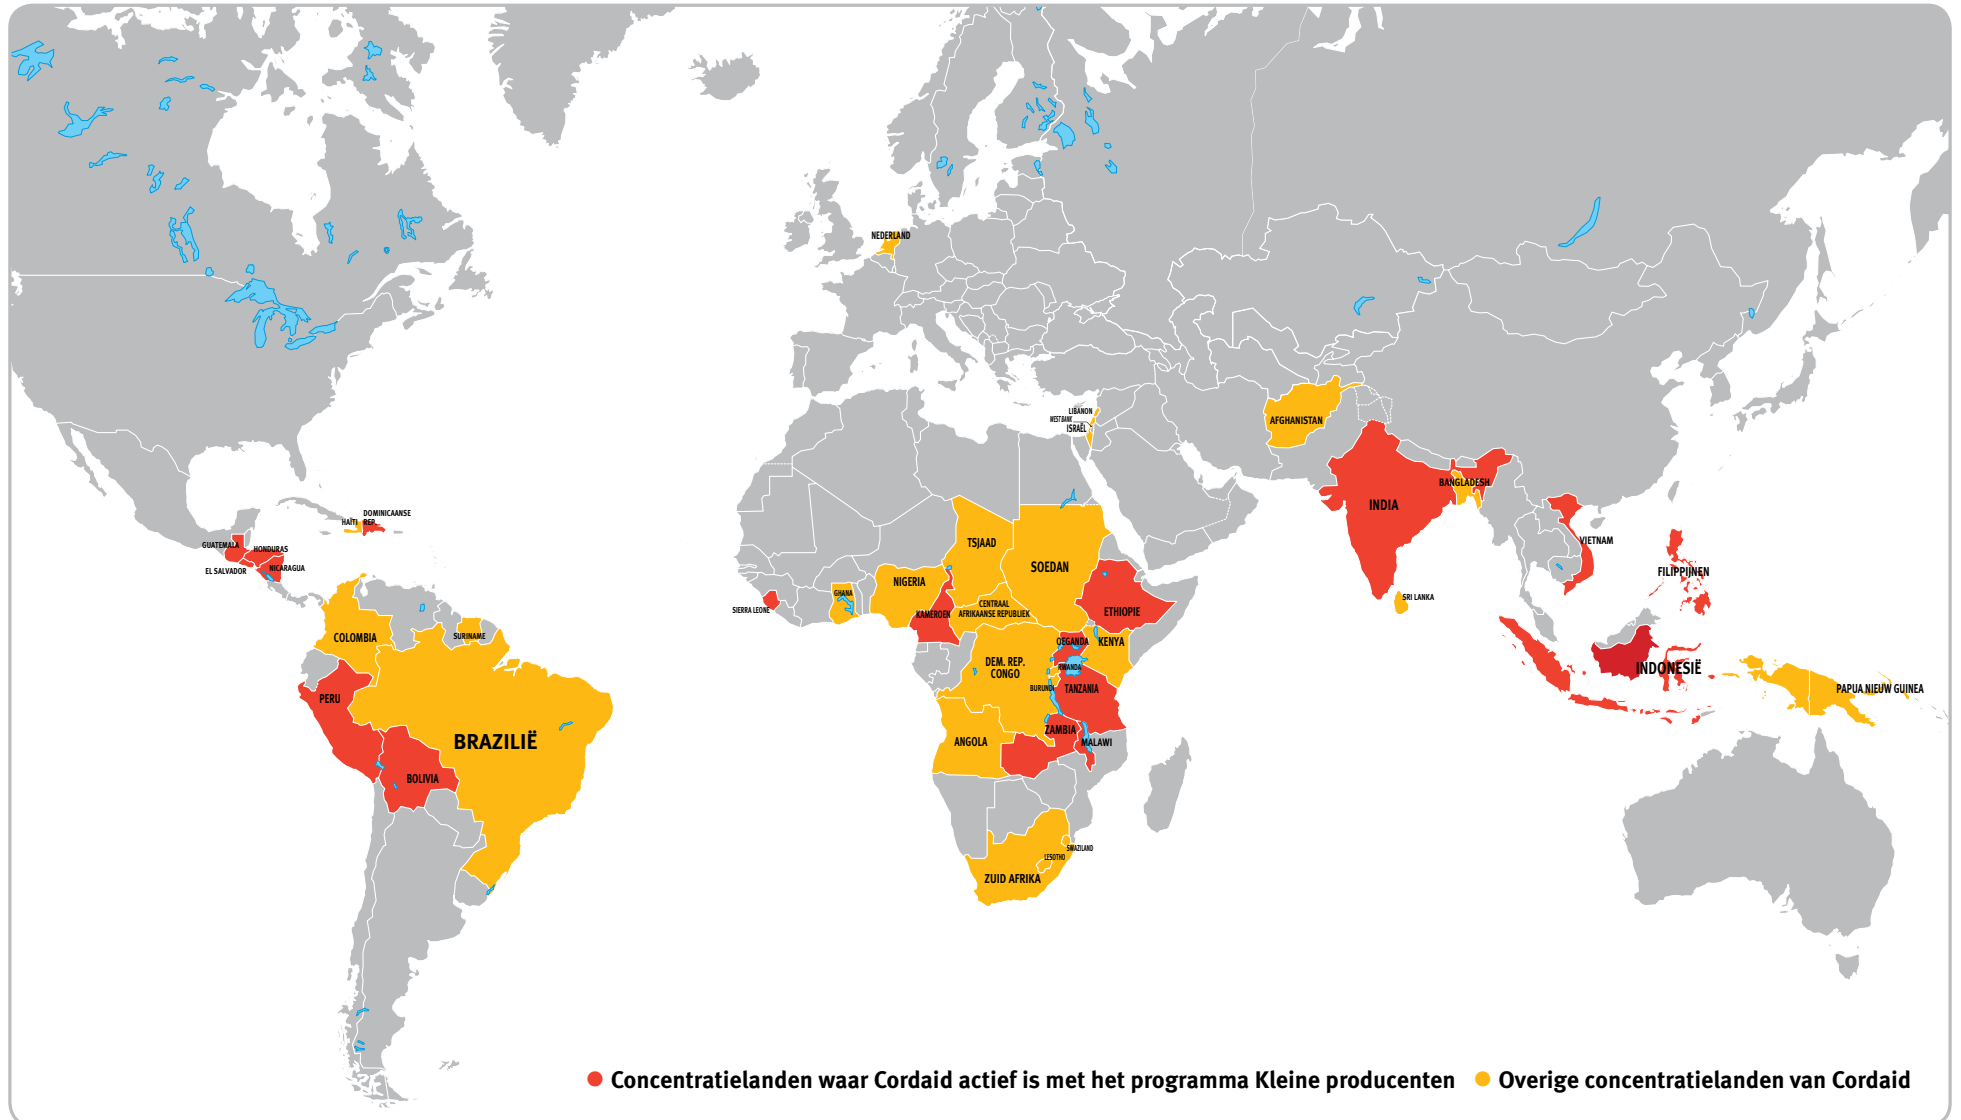 NEDERLAND
LIBANON
WESTBANK
ISRAËL
AFGHANISTAN
INDIA
BANGLADESH
VIETNAM
FILIPPIJNEN
SRI LANKA
INDONESIË
PAPUA NIEUW GUINEA
DOMINICAANSE
REP.
HAÏTI
GUATEMALA
HONDURAS
EL SALVADOR
NICARAGUA
COLOMBIA
SURINAME
PERU
BRAZILIË
BOLIVIA
TSJAAD
SOEDAN
NIGERIA
GHANA
SIERRA LEONE
KAMEROEN
CENTRAAL
AFRIKAANSE REPUBLIEK
ETHIOPIE
OEGANDA
KENYA
DEM. REP.
CONGO
RWANDA
BURUNDI
TANZANIA
ZAMBIA
MALAWI
ANGOLA
SWAZILAND
LESOTHO
ZUID AFRIKA
Concentratielanden waar Cordaid actief is met het programma Kleine producenten
Overige concentratielanden van Cordaid